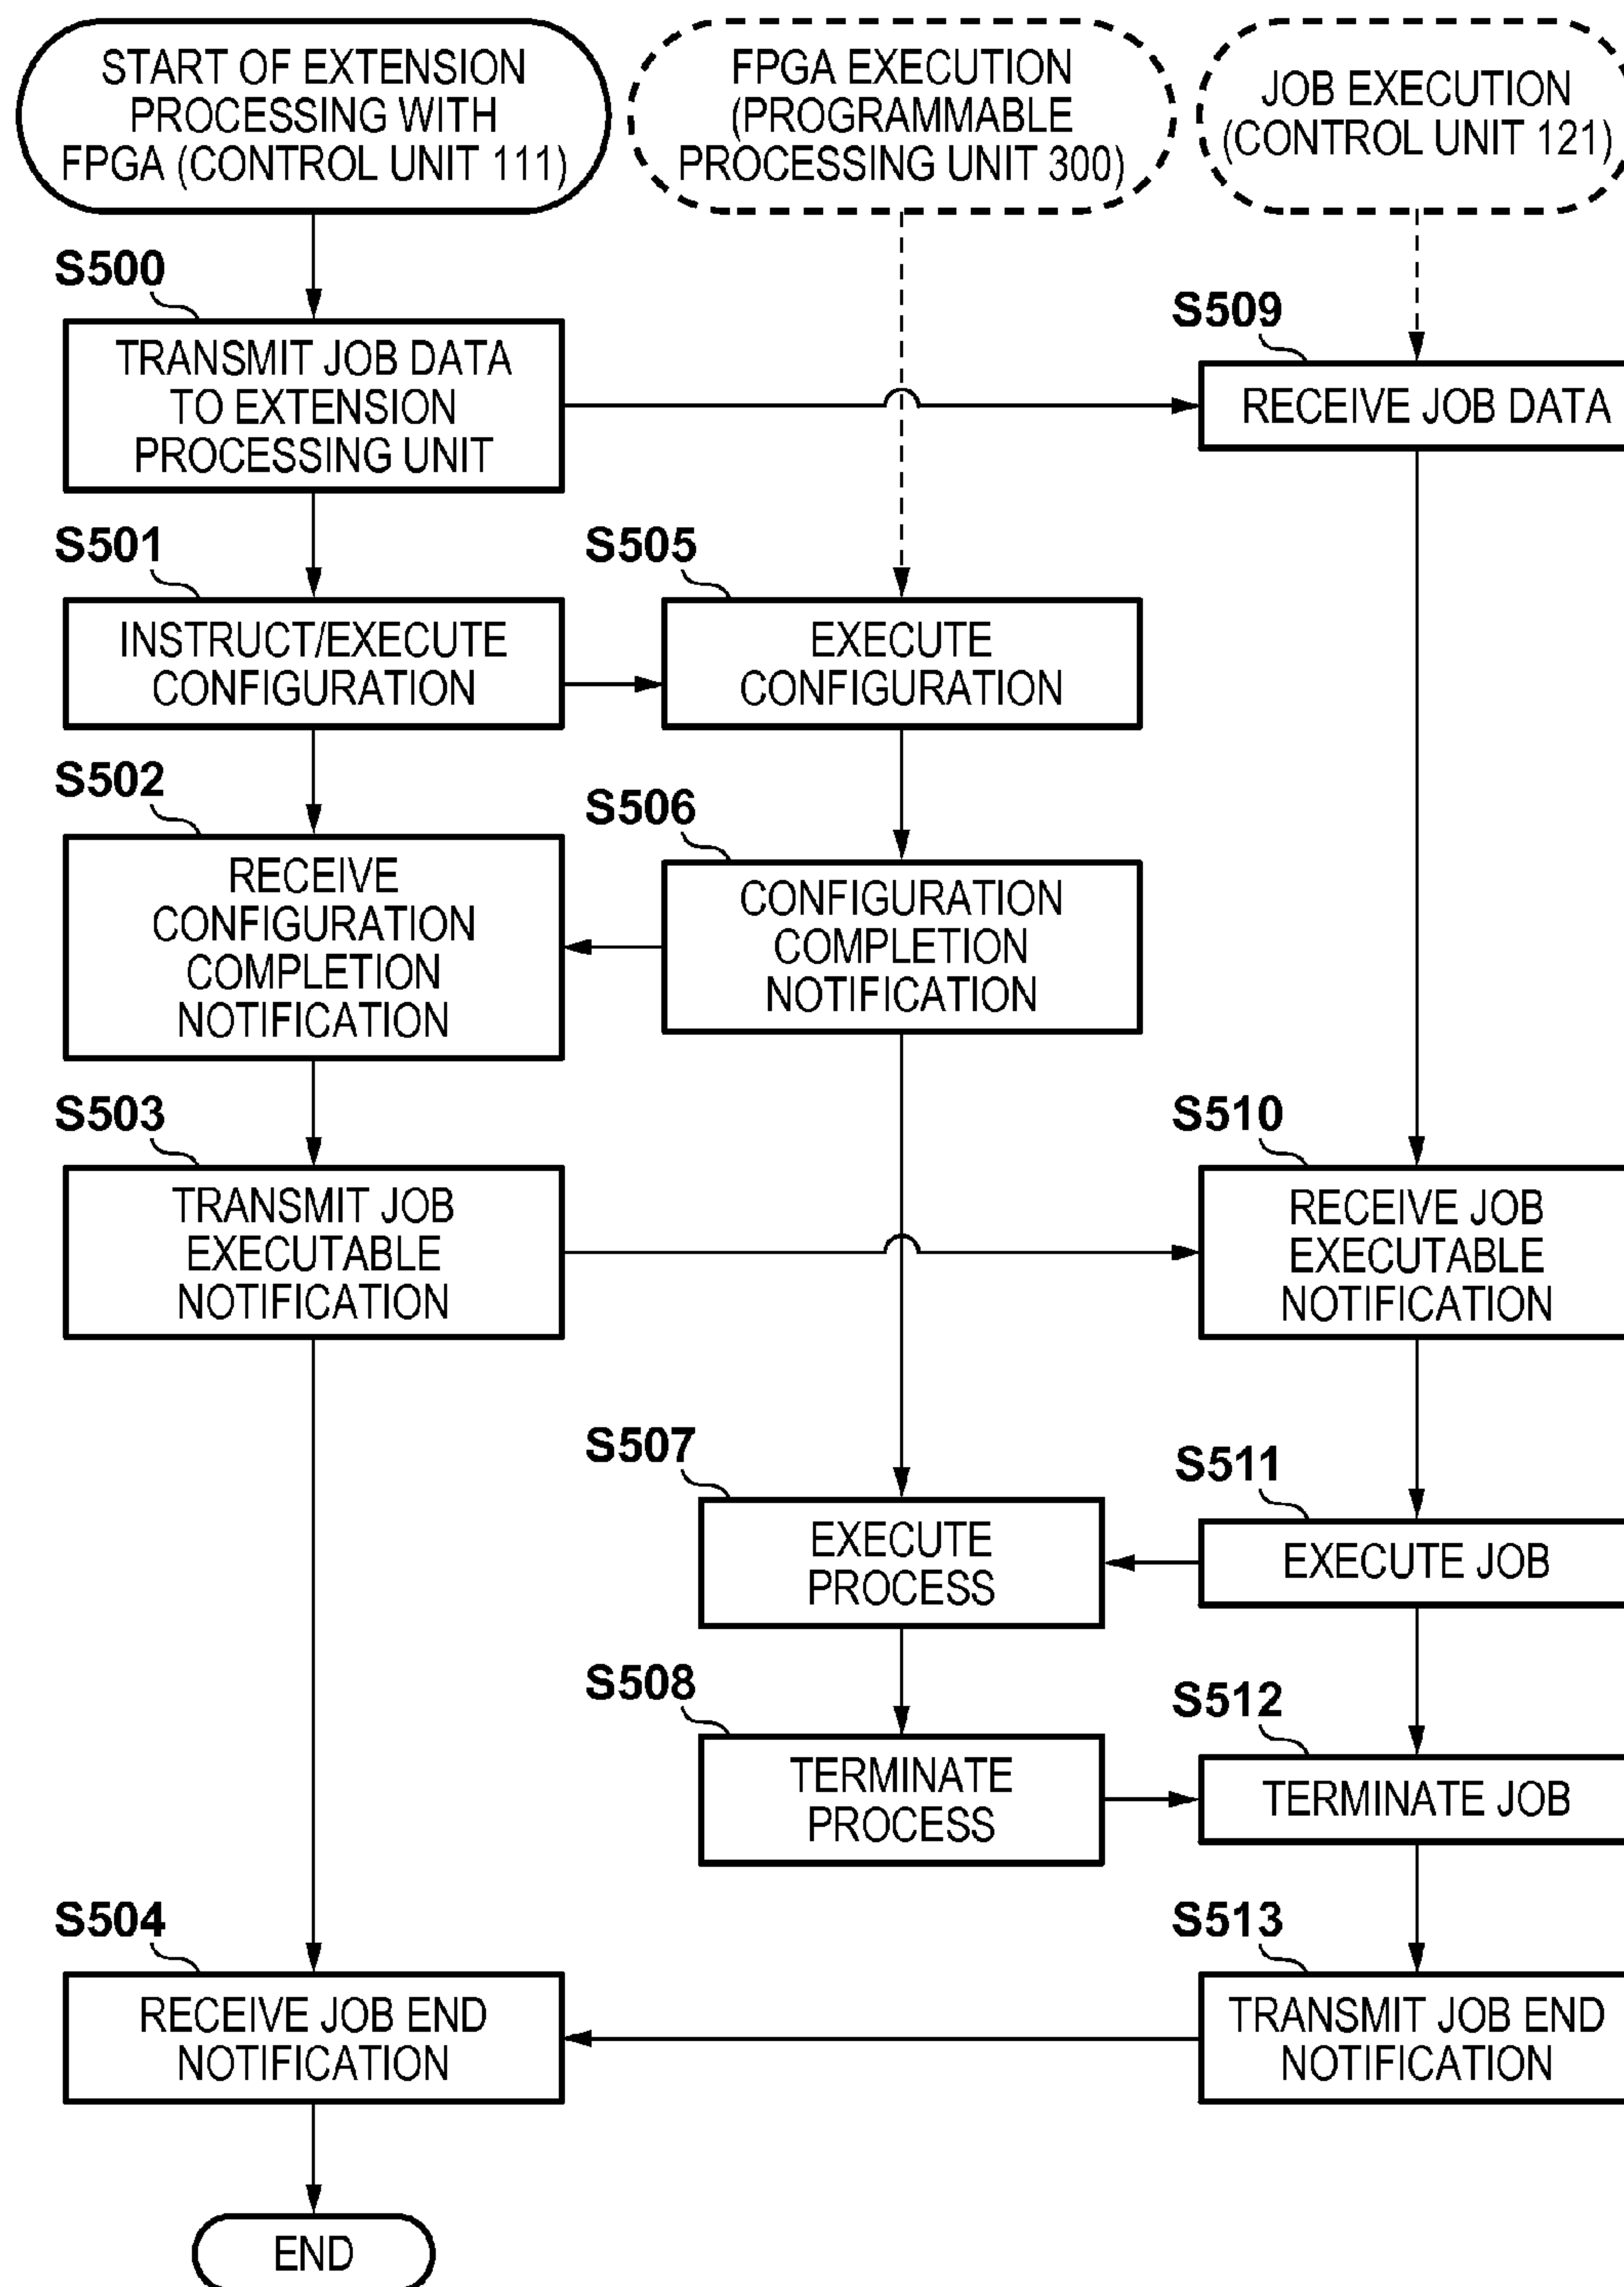 START OF EXTENSION
PROCESSING WITH
FPGA (CONTROL UNIT 111)
FPGA EXECUTION
(PROGRAMMABLE
PROCESSING UNIT 300)
JOB EXECUTION
(CONTROL UNIT 121)
S500
TRANSMIT JOB DATA
TO EXTENSION
PROCESSING UNIT
S509
RECEIVE JOB DATA
S501
INSTRUCT/EXECUTE
CONFIGURATION
S505
EXECUTE
CONFIGURATION
S502
RECEIVE
CONFIGURATION
COMPLETION
NOTIFICATION
S506
CONFIGURATION
COMPLETION
NOTIFICATION
S503
TRANSMIT JOB
EXECUTABLE
NOTIFICATION
S510
RECEIVE JOB
EXECUTABLE
NOTIFICATION
S507
EXECUTE
PROCESS
S511
EXECUTE JOB
S508
TERMINATE
PROCESS
S512
TERMINATE JOB
S504
RECEIVE JOB END
NOTIFICATION
S513
TRANSMIT JOB END
NOTIFICATION
END